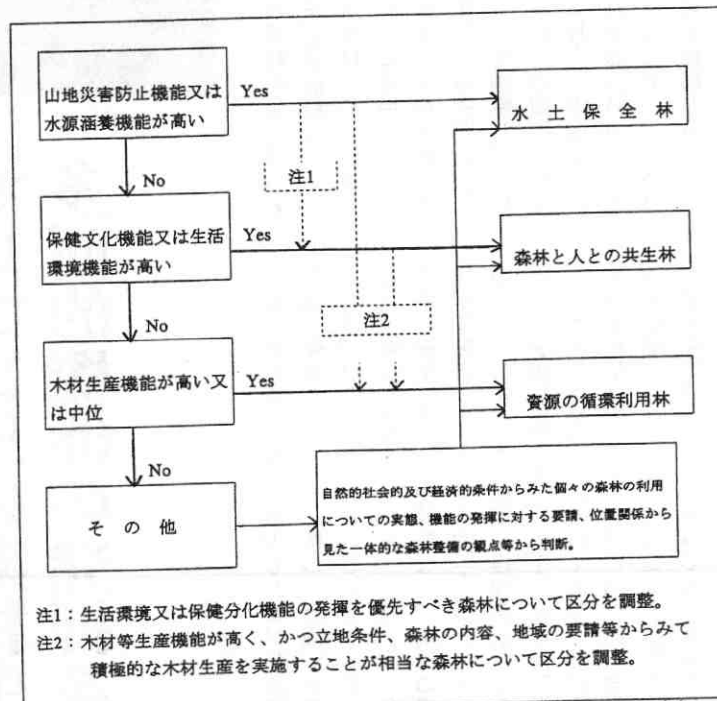 山地災害防止機能又は
水源涵養機能が高い
Yes
水土保全林
注1
No
保健文化機能又は生活
環境機能が高い
Yes
森林と人との共生林
No
注2
木材生産機能が高い又
は中位
Yes
資源の循環利用林
No
その他
自然的社会的及び経済的条件からみた個々の森林の利用
についての実態、機能の発揮に対する要請、位置関係から
見た一体的な森林整備の観点等から判断。
注1：生活環境又は保健分化機能の発揮を優先すべき森林について区分を調整。
注2：木材等生産機能が高く、かつ立地条件、森林の内容、地域の要請等からみて
積極的な木材生産を実施することが相当な森林について区分を調整。